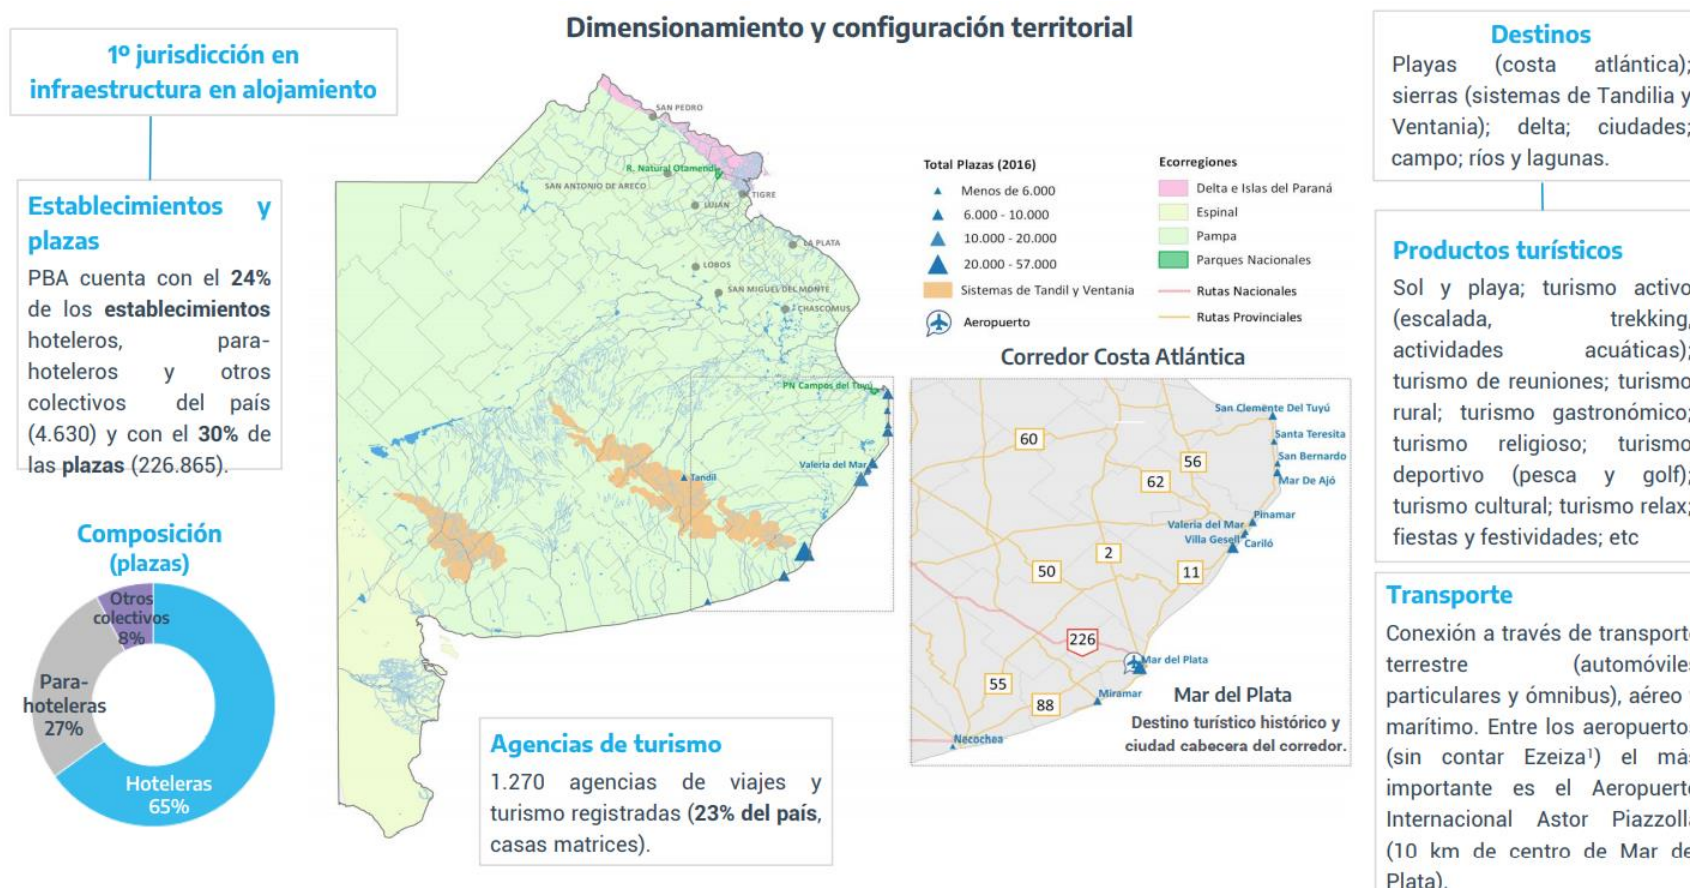 Dimensionamiento y configuración territorial
1º jurisdicción en
infraestructura en alojamiento
Establecimientos y
plazas
PBA cuenta con el 24%
de los establecimientos
hoteleros, para-
hoteleros y otros
colectivos del país
(4.630) y con el 30% de
las plazas (226.865).
Composición
(plazas)
Otros
colectivos
8%
Para-
hoteleras
27%
Hoteleras
65%
SAN PEDRO
R. Natural Otamendi
SAN ANTONIO DE ARECO
TIGRE
LUJAN
LA PLATA
LOBOS
SAN MIGUEL DEL MONTE
CHASCOMUS
PN Campos del Tuyú
Valeria del Mar
Tandil
Total Plazas (2016)
Menos de 6.000
6.000 - 10.000
10.000 - 20.000
20.000 - 57.000
Sistemas de Tandil y Ventania
Aeropuerto
Ecorregiones
Delta e Islas del Paraná
Espinal
Pampa
Parques Nacionales
Rutas Nacionales
Rutas Provinciales
Corredor Costa Atlántica
San Clemente Del Tuyú
60
Santa Teresita
56
San Bernardo
62
Mar De Ajó
Pinamar
Valeria del Mar
Villa Gesell
Cariló
2
50
11
226
Mar del Plata
55
88
Miramar
Necochea
Mar del Plata
Destino turístico histórico y
ciudad cabecera del corredor.
Agencias de turismo
1.270 agencias de viajes y
turismo registradas (23% del país,
casas matrices).
Destinos
Playas (costa atlántica);
sierras (sistemas de Tandilia y
Ventania); delta; ciudades;
campo; ríos y lagunas.
Productos turísticos
Sol y playa; turismo activo
(escalada, trekking,
actividades acuáticas);
turismo de reuniones; turismo
rural; turismo gastronómico;
turismo religioso; turismo
deportivo (pesca y golf);
turismo cultural; turismo relax;
fiestas y festividades; etc
Transporte
Conexión a través de transporte
terrestre (automóviles
particulares y ómnibus), aéreo
marítimo. Entre los aeropuertos
(sin contar Ezeiza¹) el más
importante es el Aeropuerto
Internacional Astor Piazzolla
(10 km de centro de Mar del
Plata).